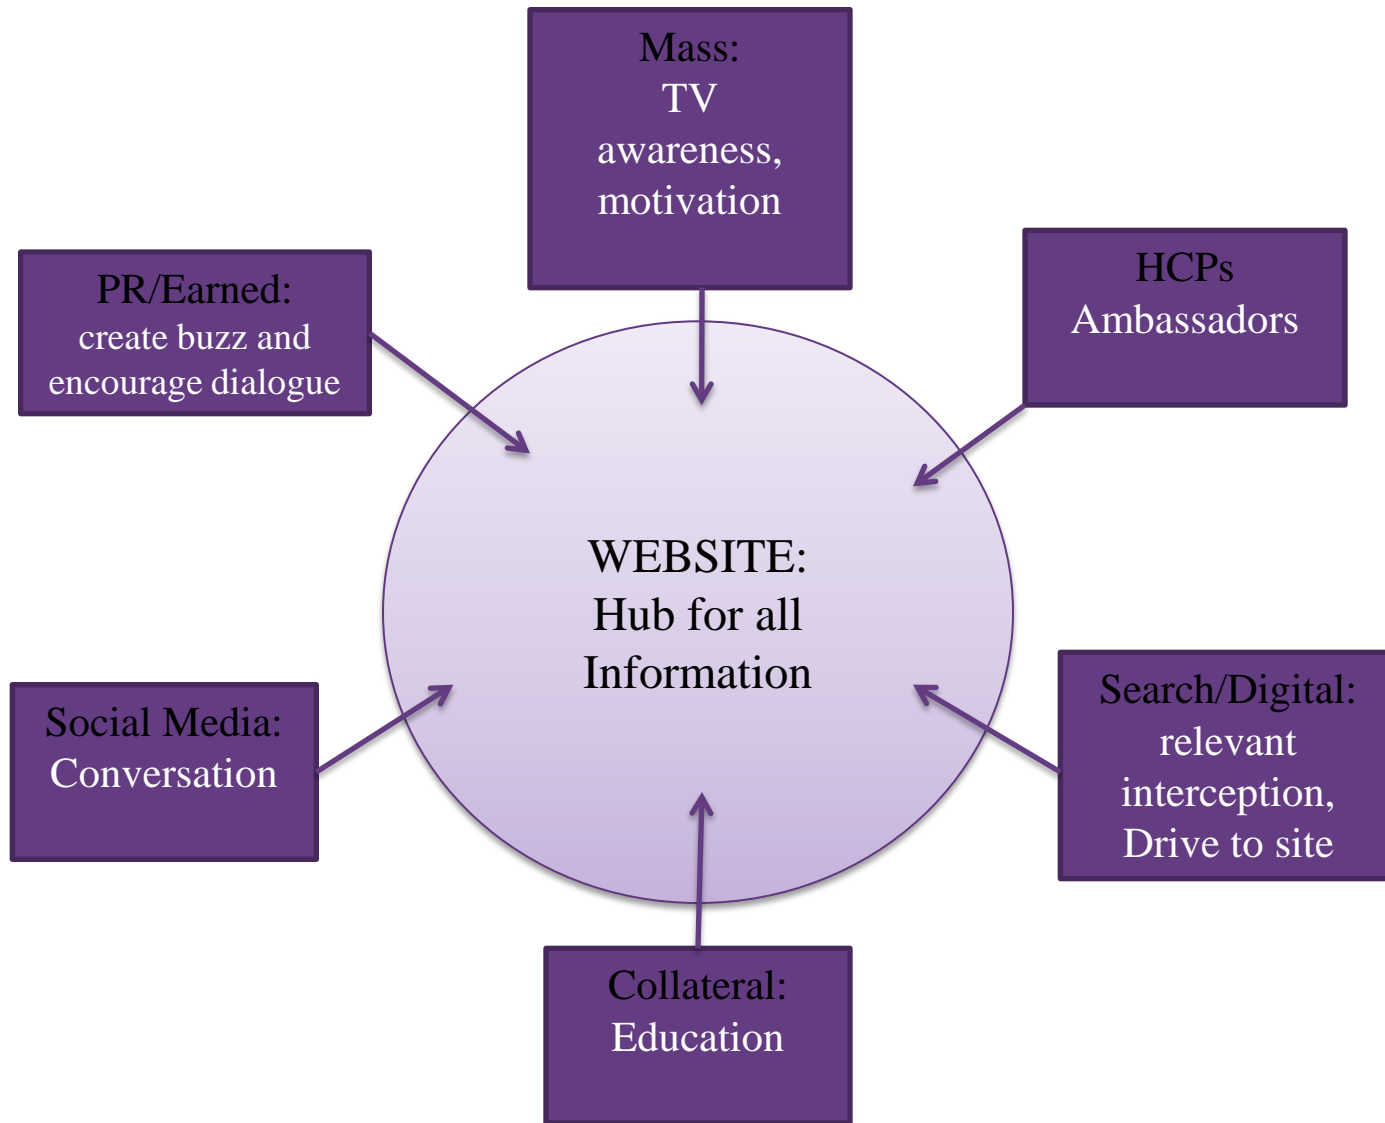 Mass:
TV
awareness,
motivation
PR/Earned:
create buzz and
encourage dialogue
HCPs
Ambassadors
WEBSITE:
Hub for all
Information
Social Media:
Conversation
Search/Digital:
relevant
interception,
Drive to site
Collateral:
Education